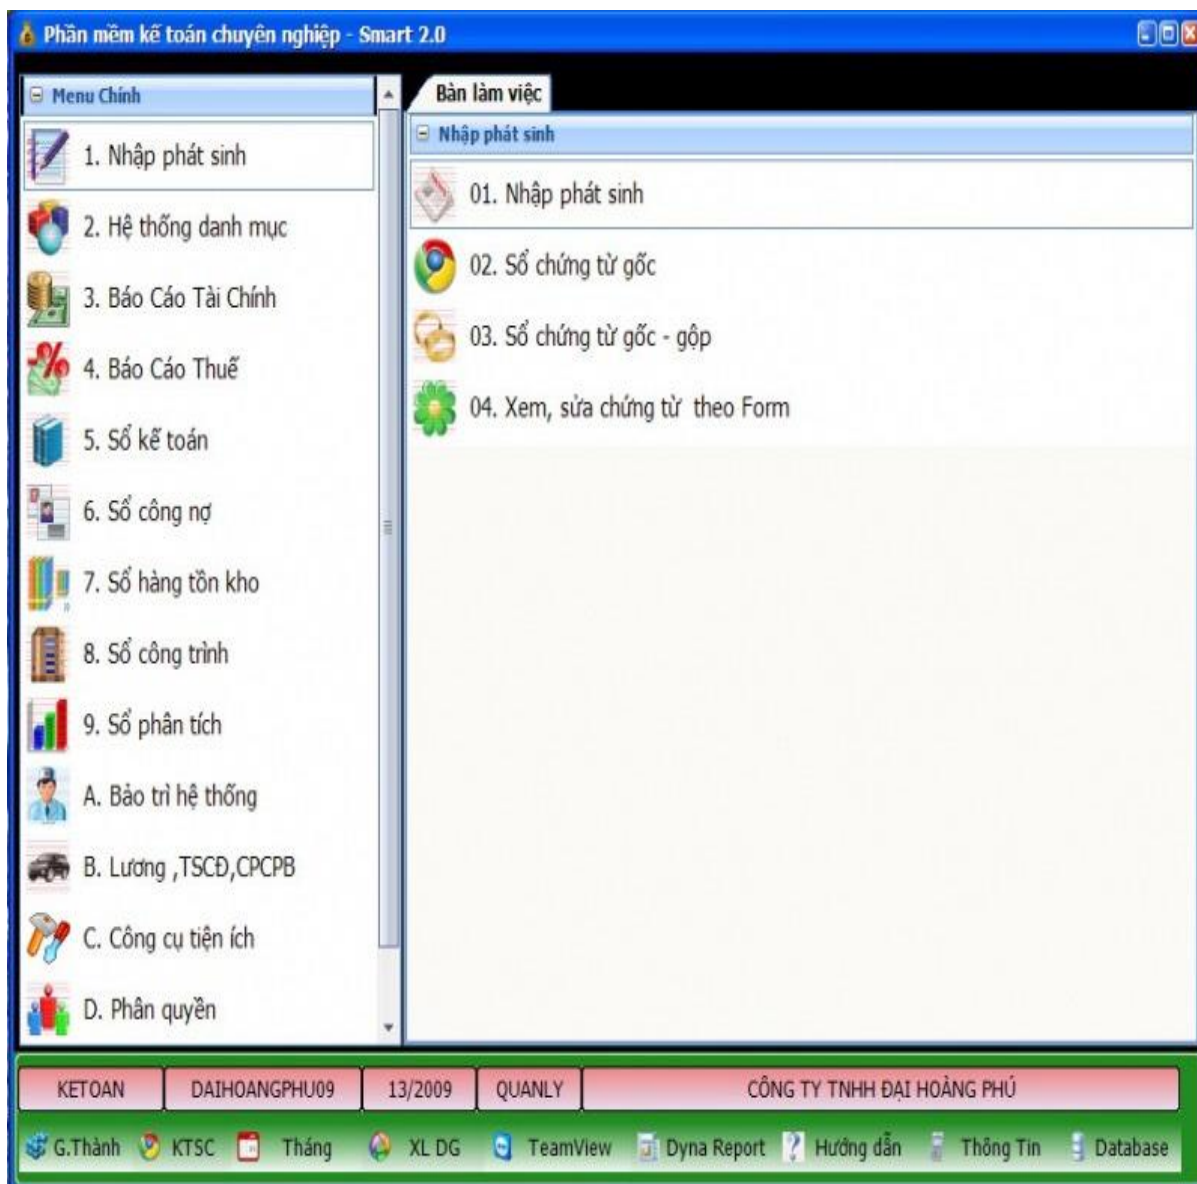 Phần mềm kế toán chuyên nghiệp - Smart 2.0
Menu Chính
1. Nhập phát sinh
2. Hệ thống danh mục
3. Báo Cáo Tài Chính
4. Báo Cáo Thuế
5. Sổ kế toán
6. Sổ công nợ
7. Sổ hàng tồn kho
8. Sổ công trình
9. Sổ phân tích
A. Bảo trì hệ thống
B. Lương ,TSCĐ,CPCPB
C. Công cụ tiện ích
D. Phân quyền
Bàn làm việc
Nhập phát sinh
01. Nhập phát sinh
02. Sổ chứng từ gốc
03. Sổ chứng từ gốc - gộp
04. Xem, sửa chứng từ theo Form
KETOAN DAIHOANGPHU09 13/2009 QUANLY CÔNG TY TNHH ĐẠI HOÀNG PHÚ
G.Thành KTSC Tháng XL DG TeamView Dyna Report Hướng dẫn Thông Tin Database